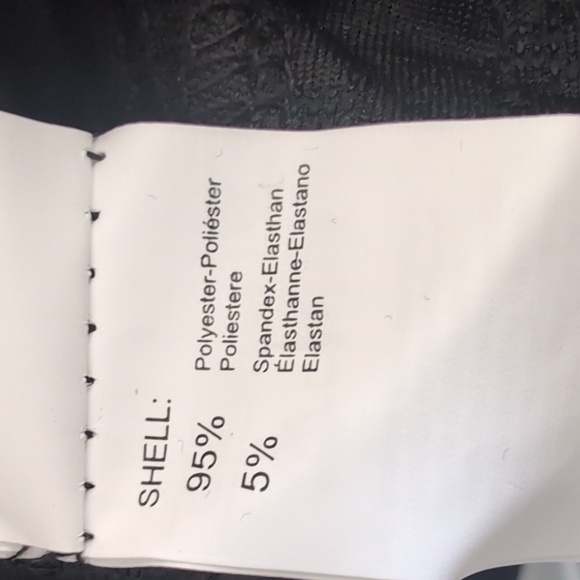 SHELL:
95% Polyester-Poliéster
Poliestere
5% Spandex-Elasthan
Élasthanne-Elastano
Elastan